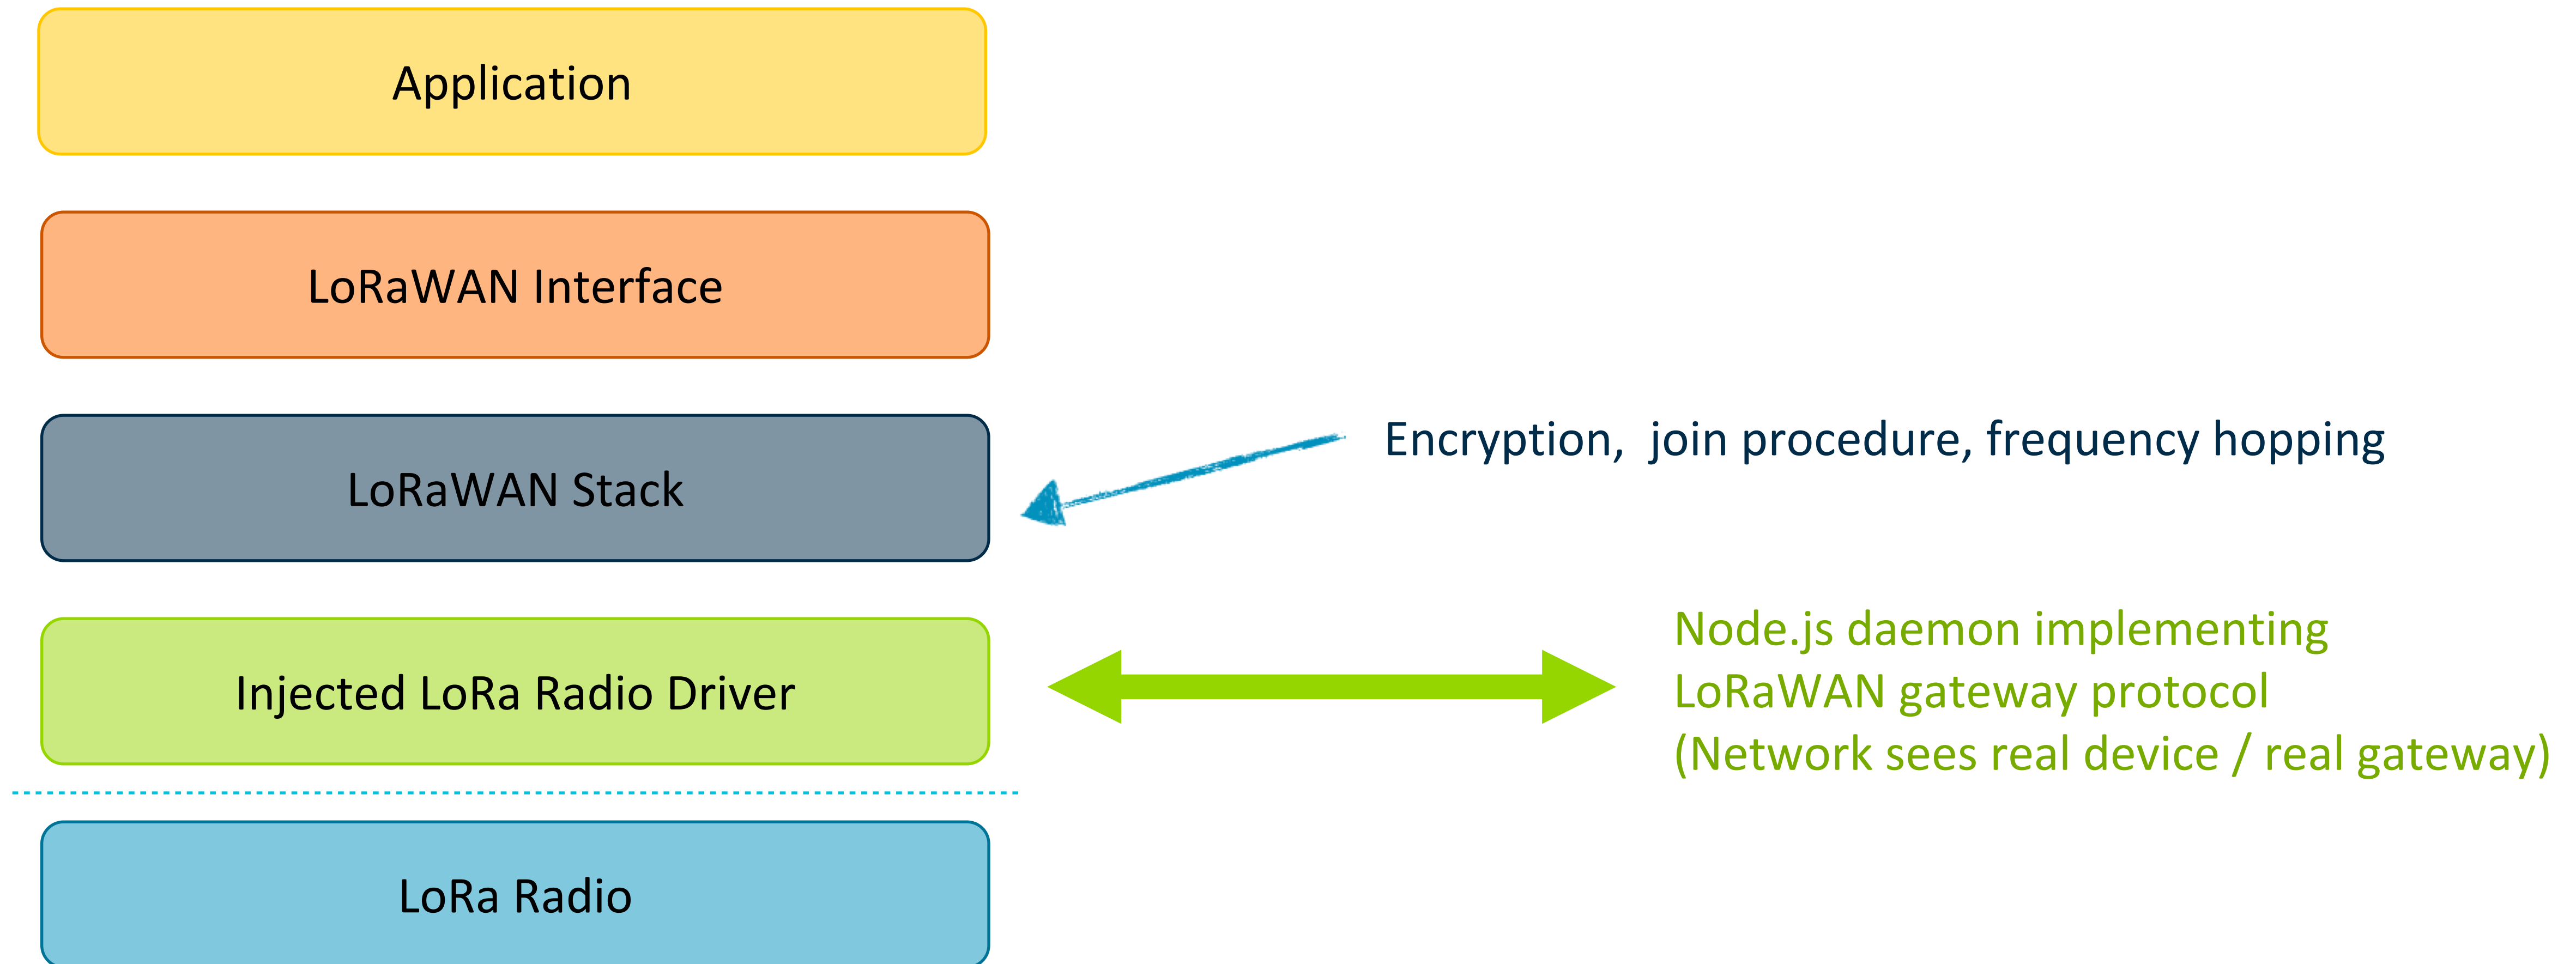 Application
LoRaWAN Interface
LoRaWAN Stack
Encryption,  join procedure, frequency hopping
Injected LoRa Radio Driver
Node.js daemon implementing
LoRaWAN gateway protocol
(Network sees real device / real gateway)
LoRa Radio